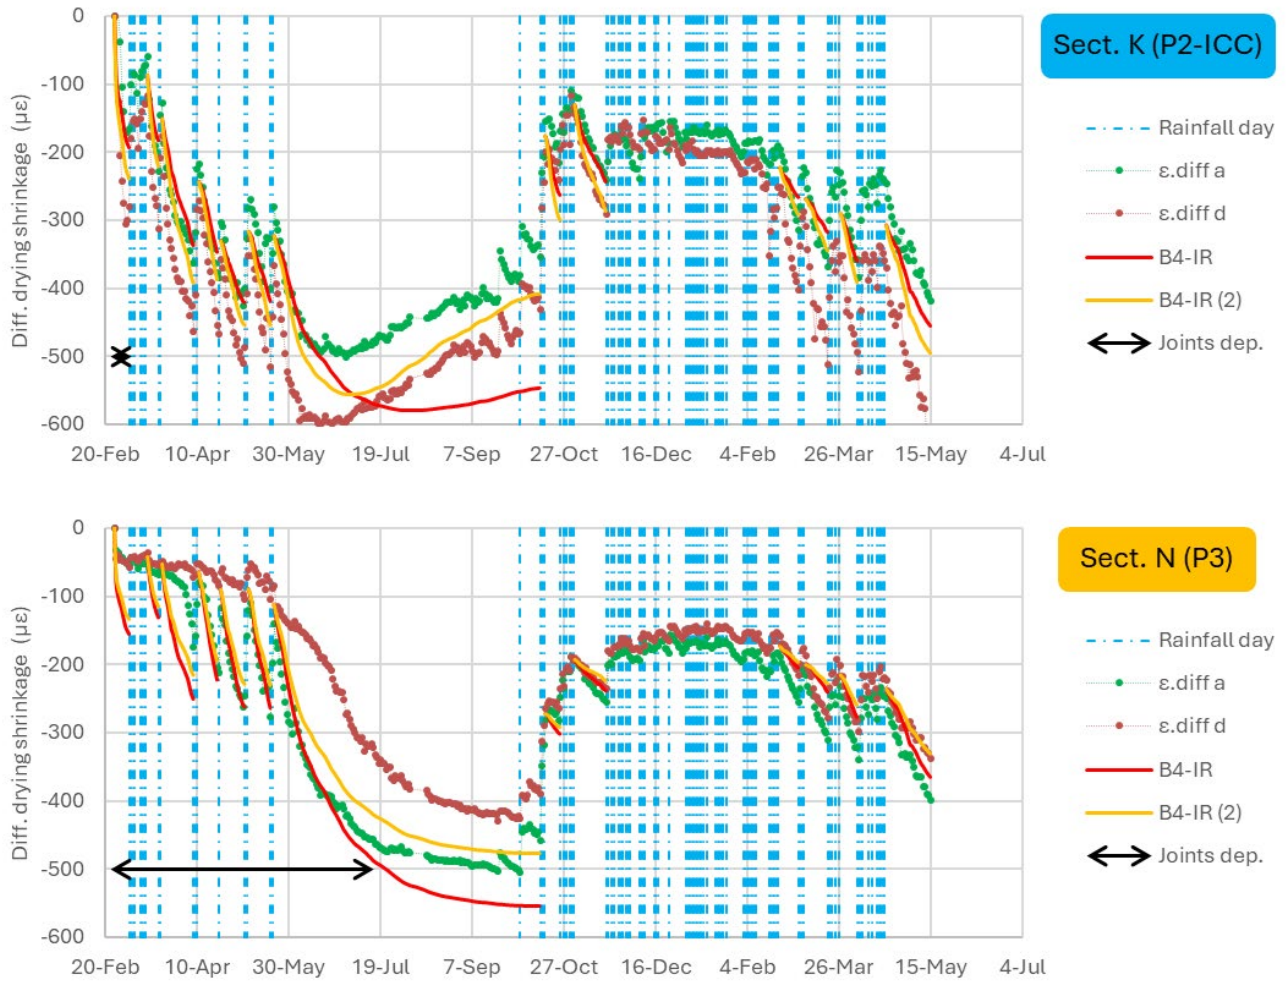 Diff. drying shrinkage (µε)
0
-100
-200
-300
-400
-500
-600
20-Feb 10-Apr 30-May 19-Jul 7-Sep 27-Oct 16-Dec 4-Feb 26-Mar 15-May 4-Jul
Sect. K (P2-ICC)
Rainfall day
ε.diff a
ε.diff d
B4-IR
B4-IR (2)
Joints dep.
Diff. drying shrinkage (µε)
0
-100
-200
-300
-400
-500
-600
20-Feb 10-Apr 30-May 19-Jul 7-Sep 27-Oct 16-Dec 4-Feb 26-Mar 15-May 4-Jul
Sect. N (P3)
Rainfall day
ε.diff a
ε.diff d
B4-IR
B4-IR (2)
Joints dep.